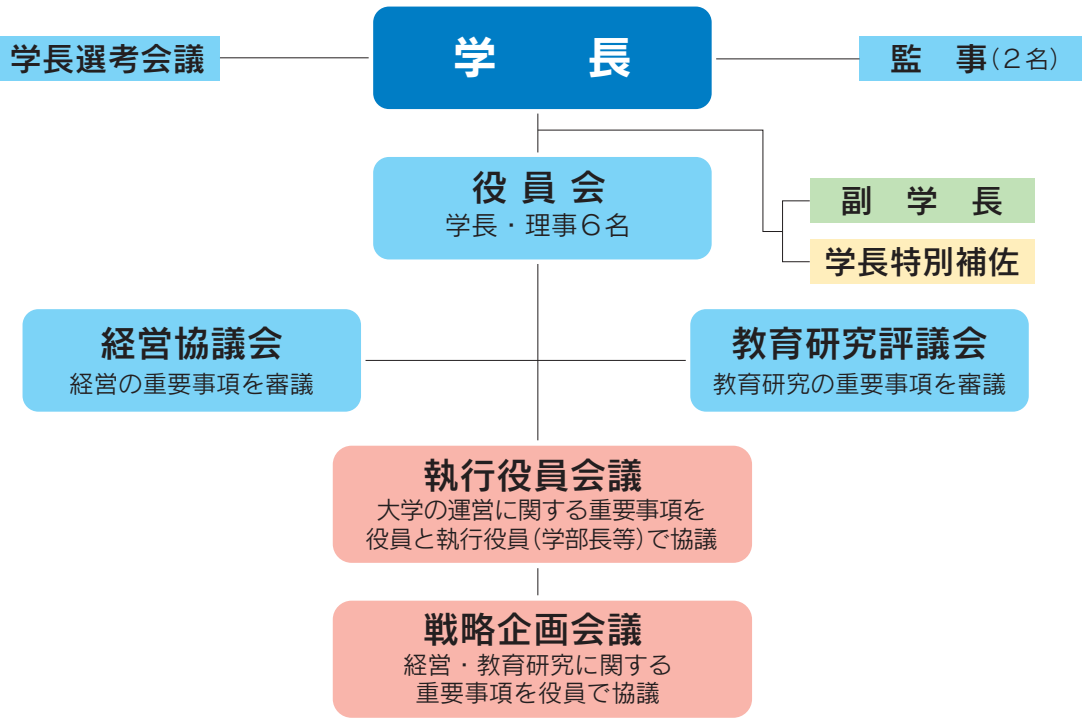 学長選考会議
学　長
監　事(２名)
役 員 会
学長・理事６名
副　学　長
学長特別補佐
経営協議会
経営の重要事項を審議
教育研究評議会
教育研究の重要事項を審議
執行役員会議
大学の運営に関する重要事項を
役員と執行役員(学部長等)で協議
戦略企画会議
経営・教育研究に関する
重要事項を役員で協議